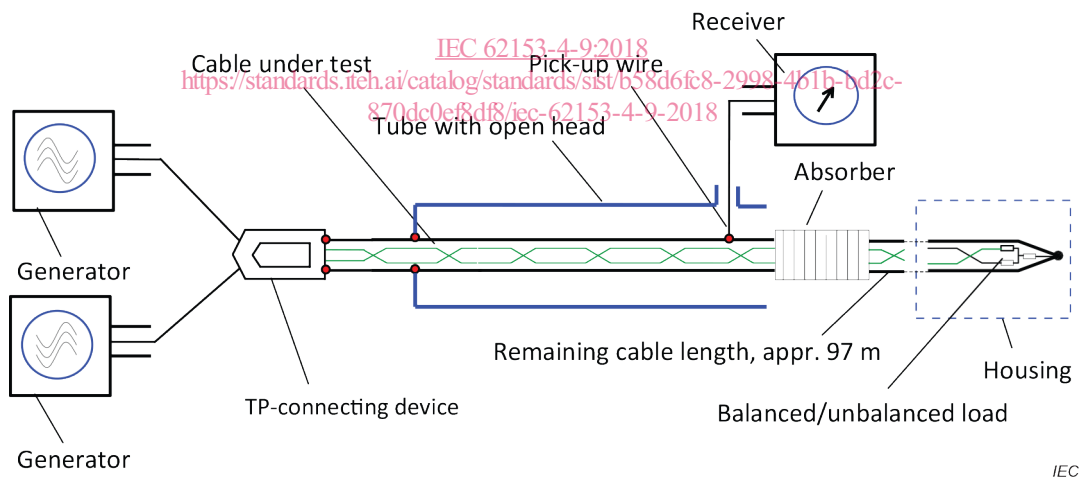 Receiver
IEC 62153-4-9:2018
Cable under test
Pick-up wire
https://standards.iteh.ai/catalog/standards/sist/b58d6fc8-2998-4b1b-bd2c-
870dc0ef8df8/iec-62153-4-9-2018
Tube with open head
Absorber
Generator
Remaining cable length, appr. 97 m
Housing
TP-connecting device
Balanced/unbalanced load
Generator
IEC